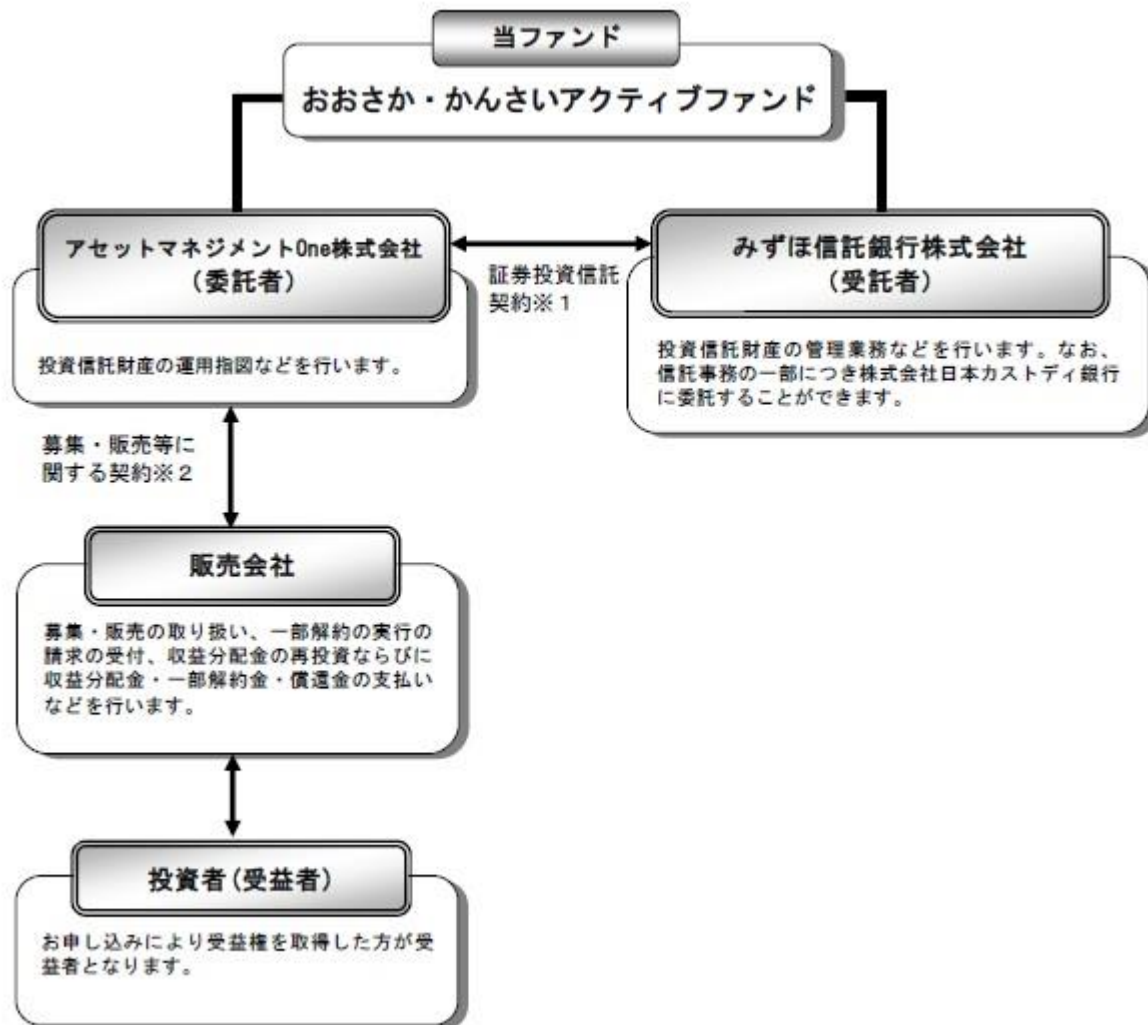 当ファンド
おおさか・かんさいアクティブファンド
アセットマネジメントOne株式会社
（委託者）
投資信託財産の運用指図などを行います。
証券投資信託
契約※１
みずほ信託銀行株式会社
（受託者）
投資信託財産の管理業務などを行います。なお、
信託事務の一部につき株式会社日本カストディ銀行
に委託することができます。
募集・販売等に
関する契約※２
販売会社
募集・販売の取り扱い、一部解約の実行の
請求の受付、収益分配金の再投資ならびに
収益分配金・一部解約金・償還金の支払い
などを行います。
投資者(受益者)
お申し込みにより受益権を取得した方が受
益者となります。